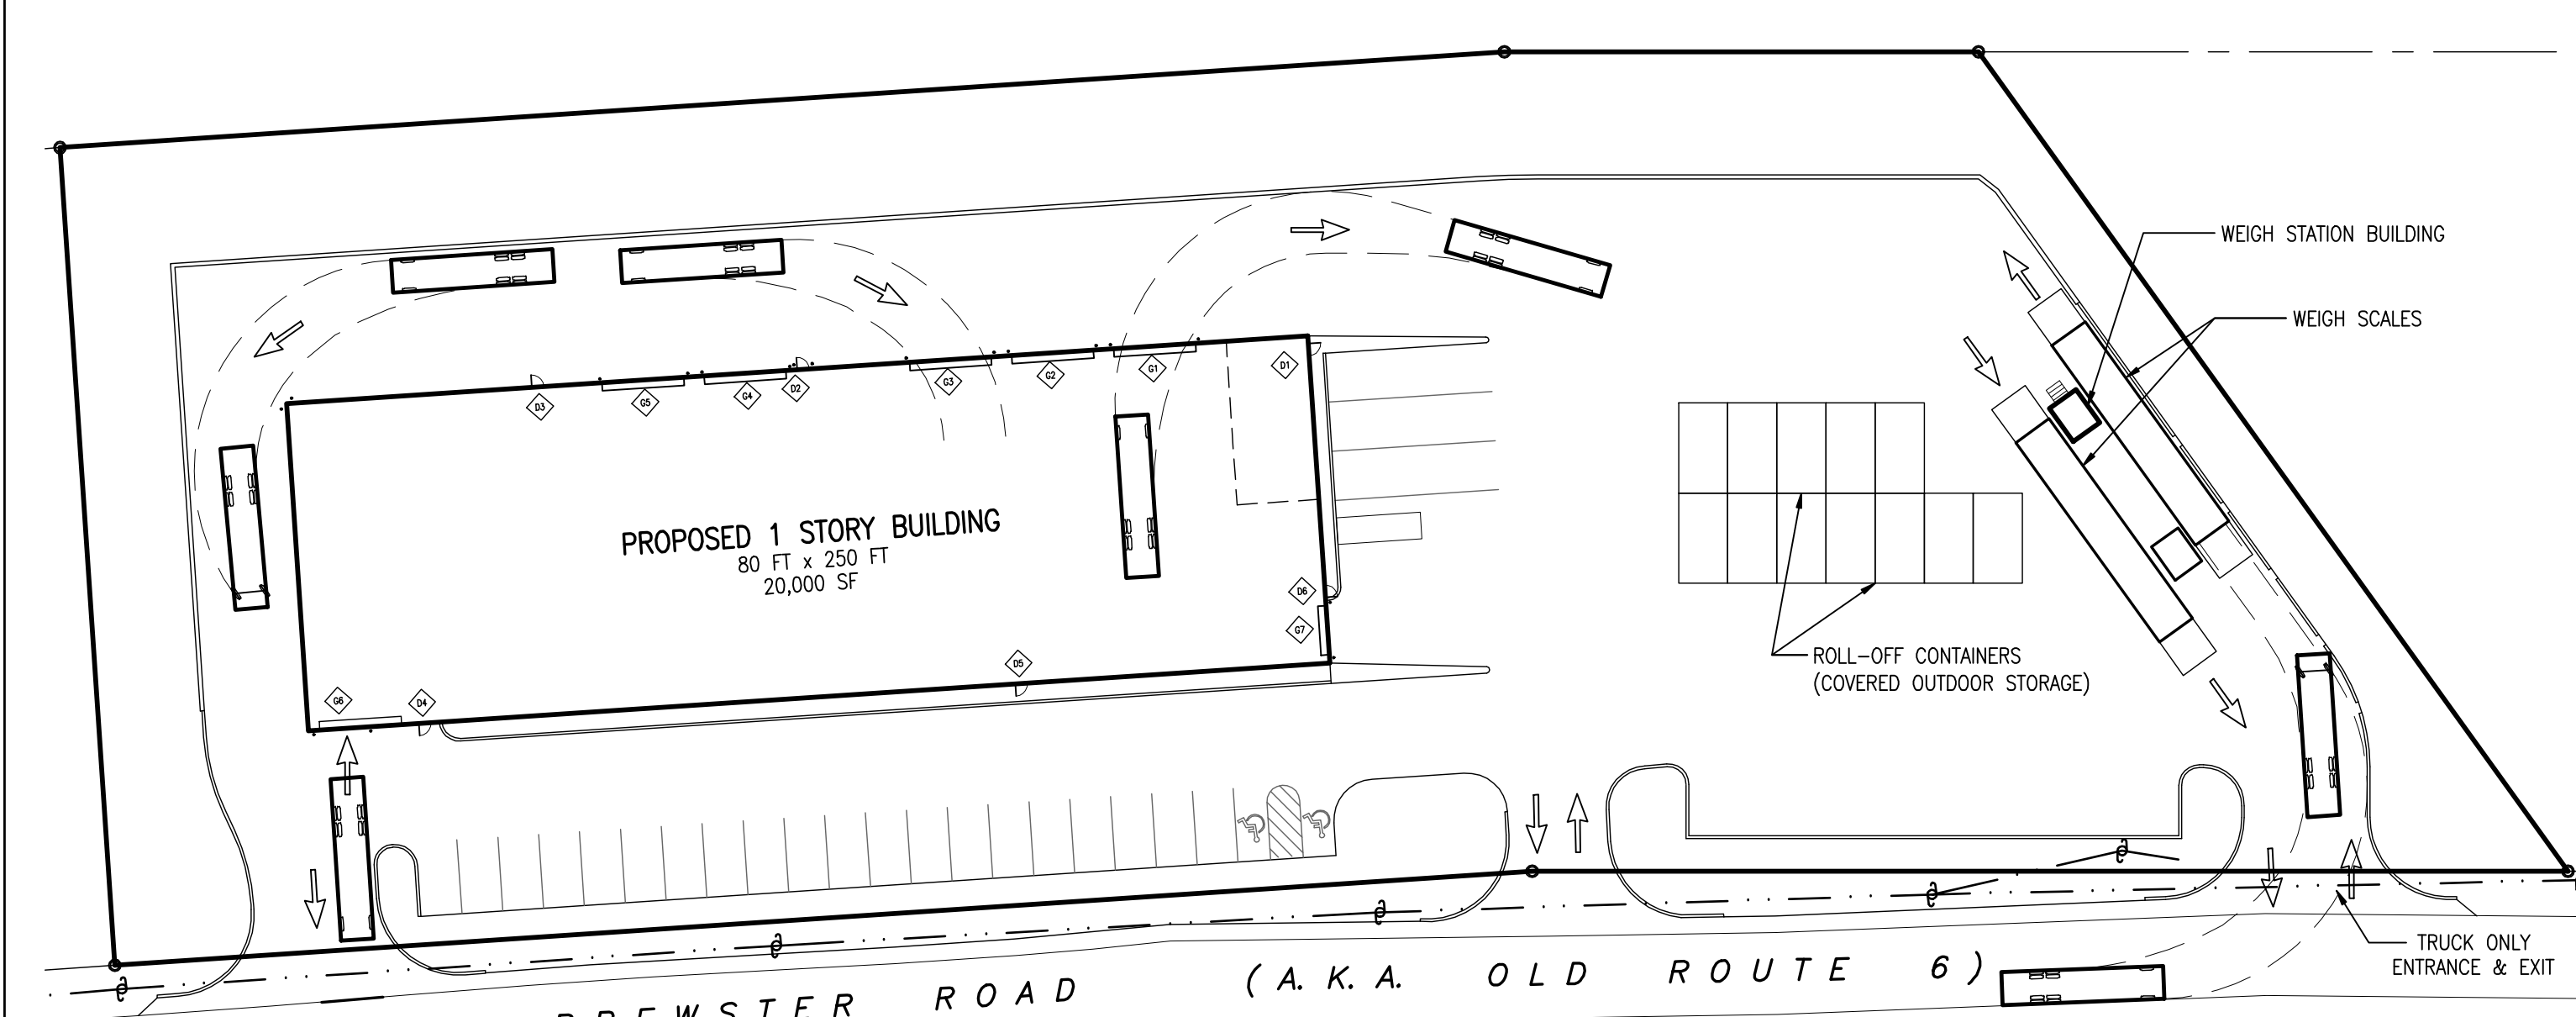 WEIGH STATION BUILDING
WEIGH SCALES
D1
G1
G2
G3
D2
G4
G5
D3
PROPOSED 1 STORY BUILDING
80 FT x 250 FT
20,000 SF
D6
G7
D5
D4
G6
ROLL-OFF CONTAINERS
(COVERED OUTDOOR STORAGE)
TRUCK ONLY
ENTRANCE & EXIT
ROAD (A.K.A. OLD ROUTE 6)